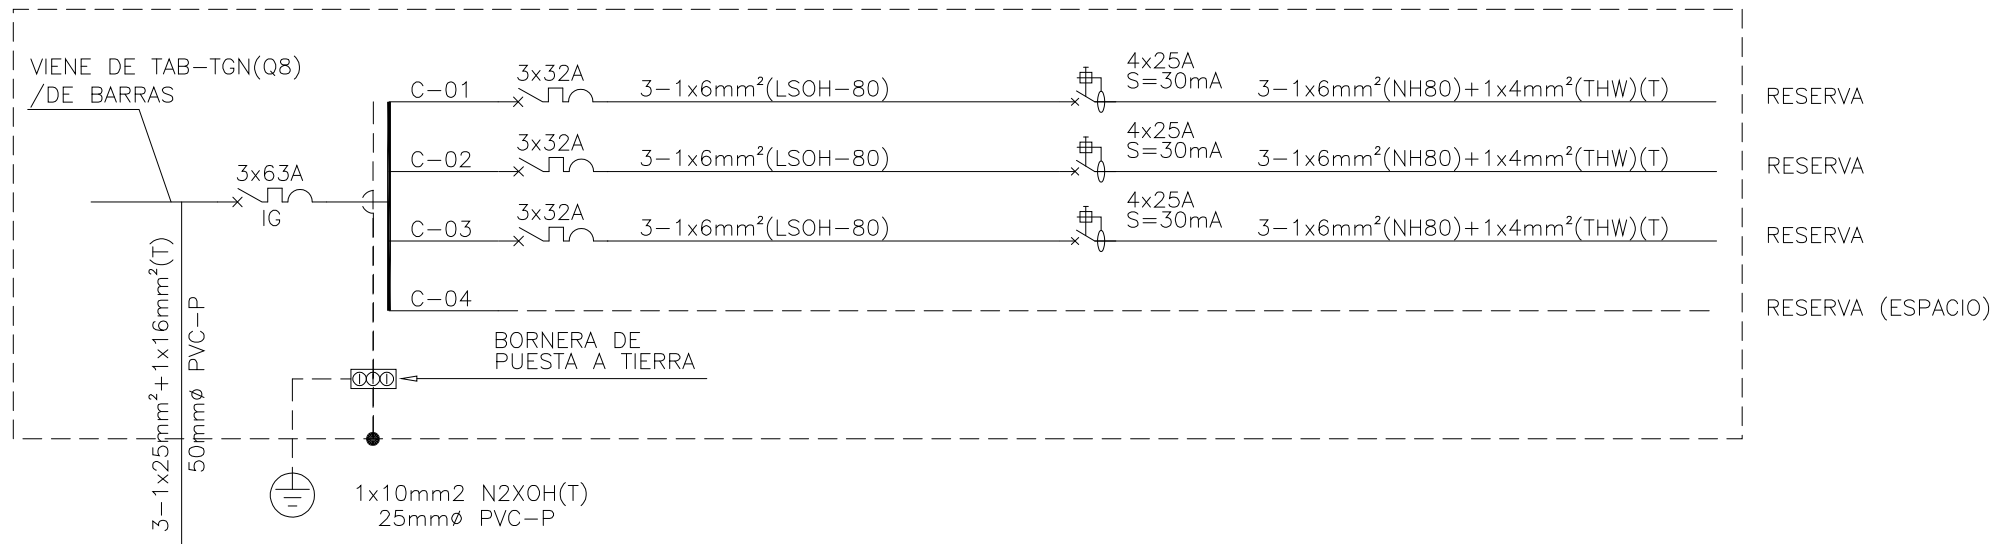 VIENE DE TAB-TGN(Q8)
/DE BARRAS
3x63A
IG
3-1x25mm²+1x16mm²(T)
50mmø PVC-P
C-01
3x32A
3-1x6mm²(LSOH-80)
4x25A
S=30mA
3-1x6mm²(NH80)+1x4mm²(THW)(T)
RESERVA
C-02
3x32A
3-1x6mm²(LSOH-80)
4x25A
S=30mA
3-1x6mm²(NH80)+1x4mm²(THW)(T)
RESERVA
C-03
3x32A
3-1x6mm²(LSOH-80)
4x25A
S=30mA
3-1x6mm²(NH80)+1x4mm²(THW)(T)
RESERVA
C-04
RESERVA (ESPACIO)
BORNERA DE
PUESTA A TIERRA
1x10mm2 N2XOH(T)
25mmø PVC-P